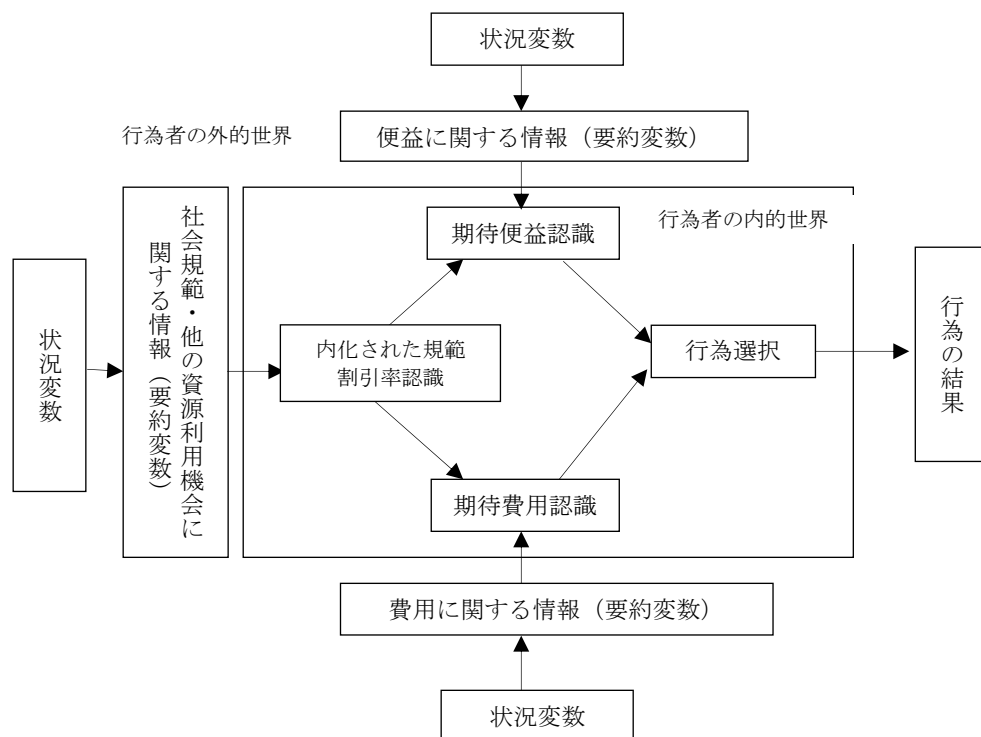 状況変数
行為者の外的世界
便益に関する情報（要約変数）
社会規範・他の資源利用機会に
関する情報（要約変数）
期待便益認識
行為者の内的世界
状況変数
内化された規範
割引率認識
行為選択
行為の結果
期待費用認識
費用に関する情報（要約変数）
状況変数